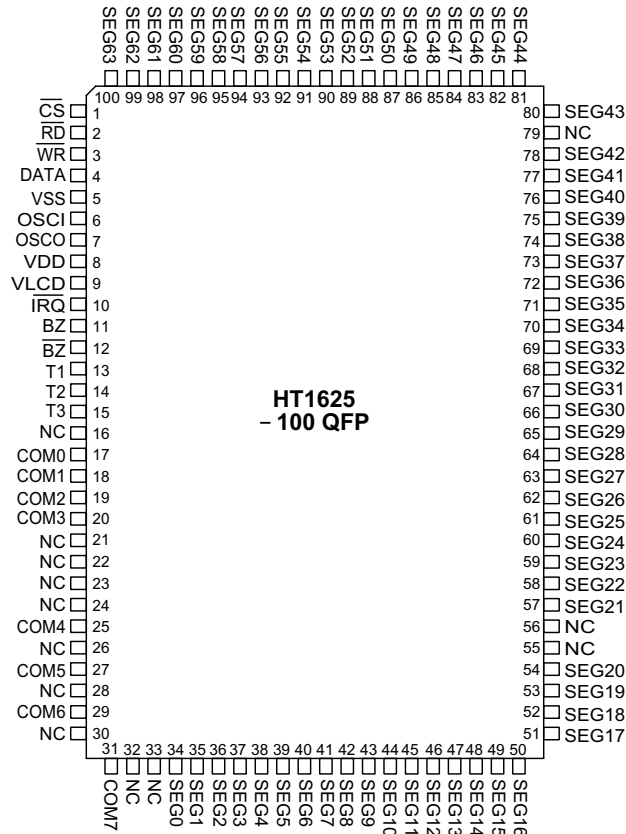 SEG63 SEG62 SEG61 SEG60 SEG59 SEG58 SEG57 SEG56 SEG55 SEG54 SEG53 SEG52 SEG51 SEG50 SEG49 SEG48 SEG47 SEG46 SEG45 SEG44
100 99 98 97 96 95 94 93 92 91 90 89 88 87 86 85 84 83 82 81
CS 1
RD 2
WR 3
DATA 4
VSS 5
OSCI 6
OSCO 7
VDD 8
VLCD 9
IRQ 10
BZ 11
BZ 12
T1 13
T2 14
T3 15
NC 16
COM0 17
COM1 18
COM2 19
COM3 20
NC 21
NC 22
NC 23
NC 24
COM4 25
NC 26
COM5 27
NC 28
COM6 29
NC 30
HT1625
– 100 QFP
80 SEG43
79 NC
78 SEG42
77 SEG41
76 SEG40
75 SEG39
74 SEG38
73 SEG37
72 SEG36
71 SEG35
70 SEG34
69 SEG33
68 SEG32
67 SEG31
66 SEG30
65 SEG29
64 SEG28
63 SEG27
62 SEG26
61 SEG25
60 SEG24
59 SEG23
58 SEG22
57 SEG21
56 NC
55 NC
54 SEG20
53 SEG19
52 SEG18
51 SEG17
31 32 33 34 35 36 37 38 39 40 41 42 43 44 45 46 47 48 49 50
COM7 NC NC SEG0 SEG1 SEG2 SEG3 SEG4 SEG5 SEG6 SEG7 SEG8 SEG9 SEG10 SEG11 SEG12 SEG13 SEG14 SEG15 SEG16